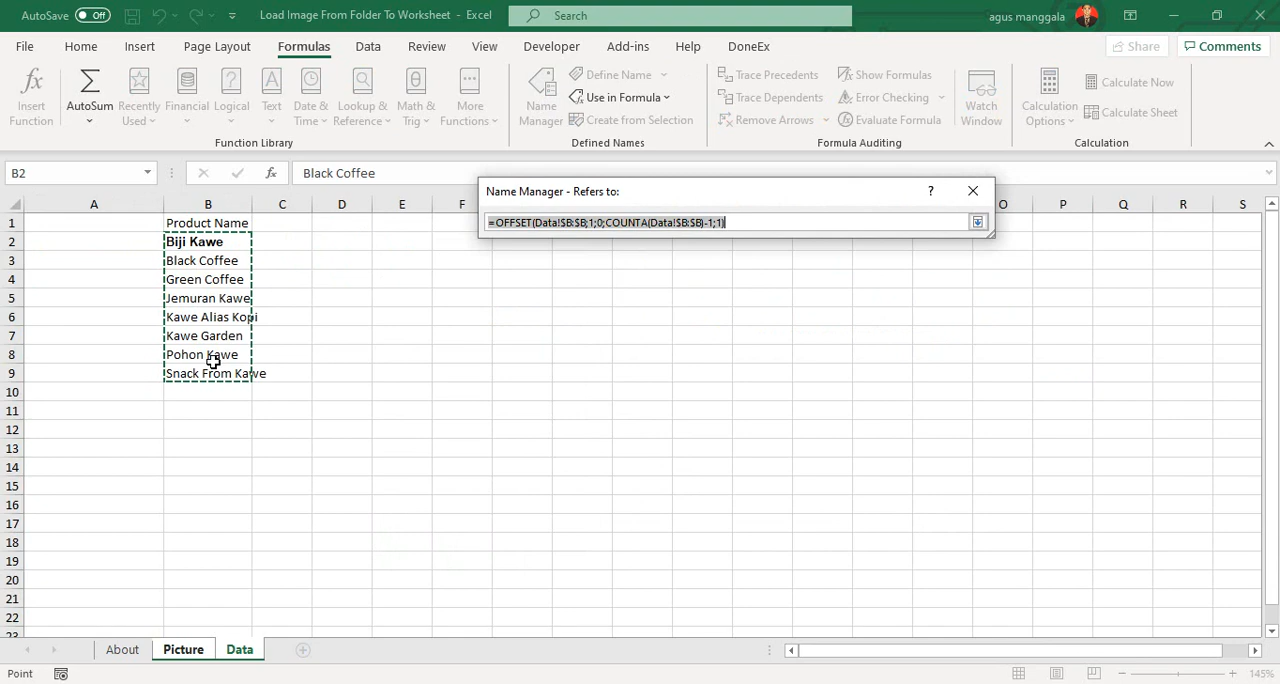 AutoSave Off Load Image From Folder To Worksheet - Excel Search agus manggala
File Home Insert Page Layout Formulas Data Review View Developer Add-ins Help DoneEx Share Comments
fx
Insert
Function
AutoSum
Recently
Used
Financial
Logical
Text
A
Date &
Time
Lookup &
Reference
Math &
Trig
More
Functions
Function Library
Name
Manager
Define Name
Use in Formula
Create from Selection
Defined Names
Trace Precedents
Trace Dependents
Remove Arrows
Show Formulas
Error Checking
Evaluate Formula
Formula Auditing
Watch
Window
Calculation
Options
Calculate Now
Calculate Sheet
Calculation
B2 fx Black Coffee
Name Manager - Refers to: ?
=OFFSET(Data!$B:$B;1;0;COUNTA(Data!$B:$B)-1;1)
A B C D E F O P Q R S
1 Product Name
2 Biji Kawe
3 Black Coffee
4 Green Coffee
5 Jemuran Kawe
6 Kawe Alias Kopi
7 Kawe Garden
8 Pohon Kawe
9 Snack From Kawe
10
11
12
13
14
15
16
17
18
19
20
21
22
23
About Picture Data
Point 145%